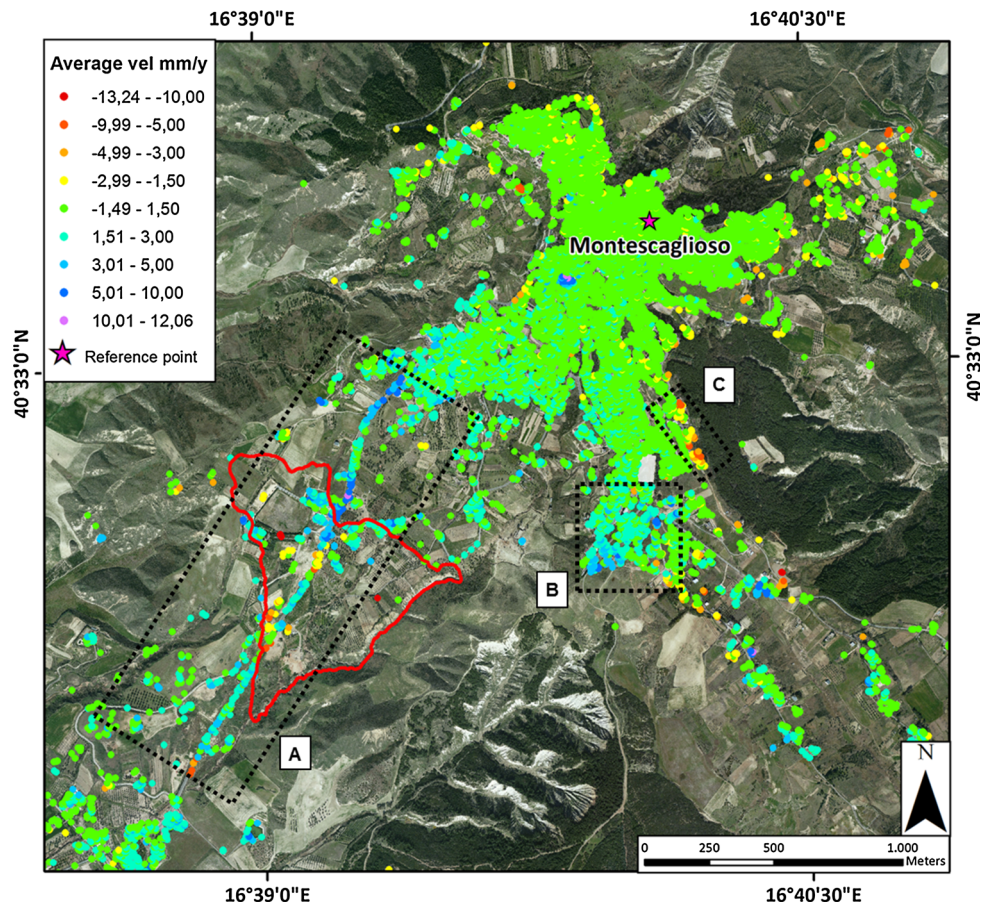 16°39'0"E 16°40'30"E
Average vel mm/y
-13,24 - -10,00
-9,99 - -5,00
-4,99 - -3,00
-2,99 - -1,50
-1,49 - 1,50
1,51 - 3,00
3,01 - 5,00
5,01 - 10,00
10,01 - 12,06
Reference point
Montescaglioso
40°33'0"N
40°33'0"N
C
B
A
N
0 250 500 1.000
Meters
16°39'0"E 16°40'30"E